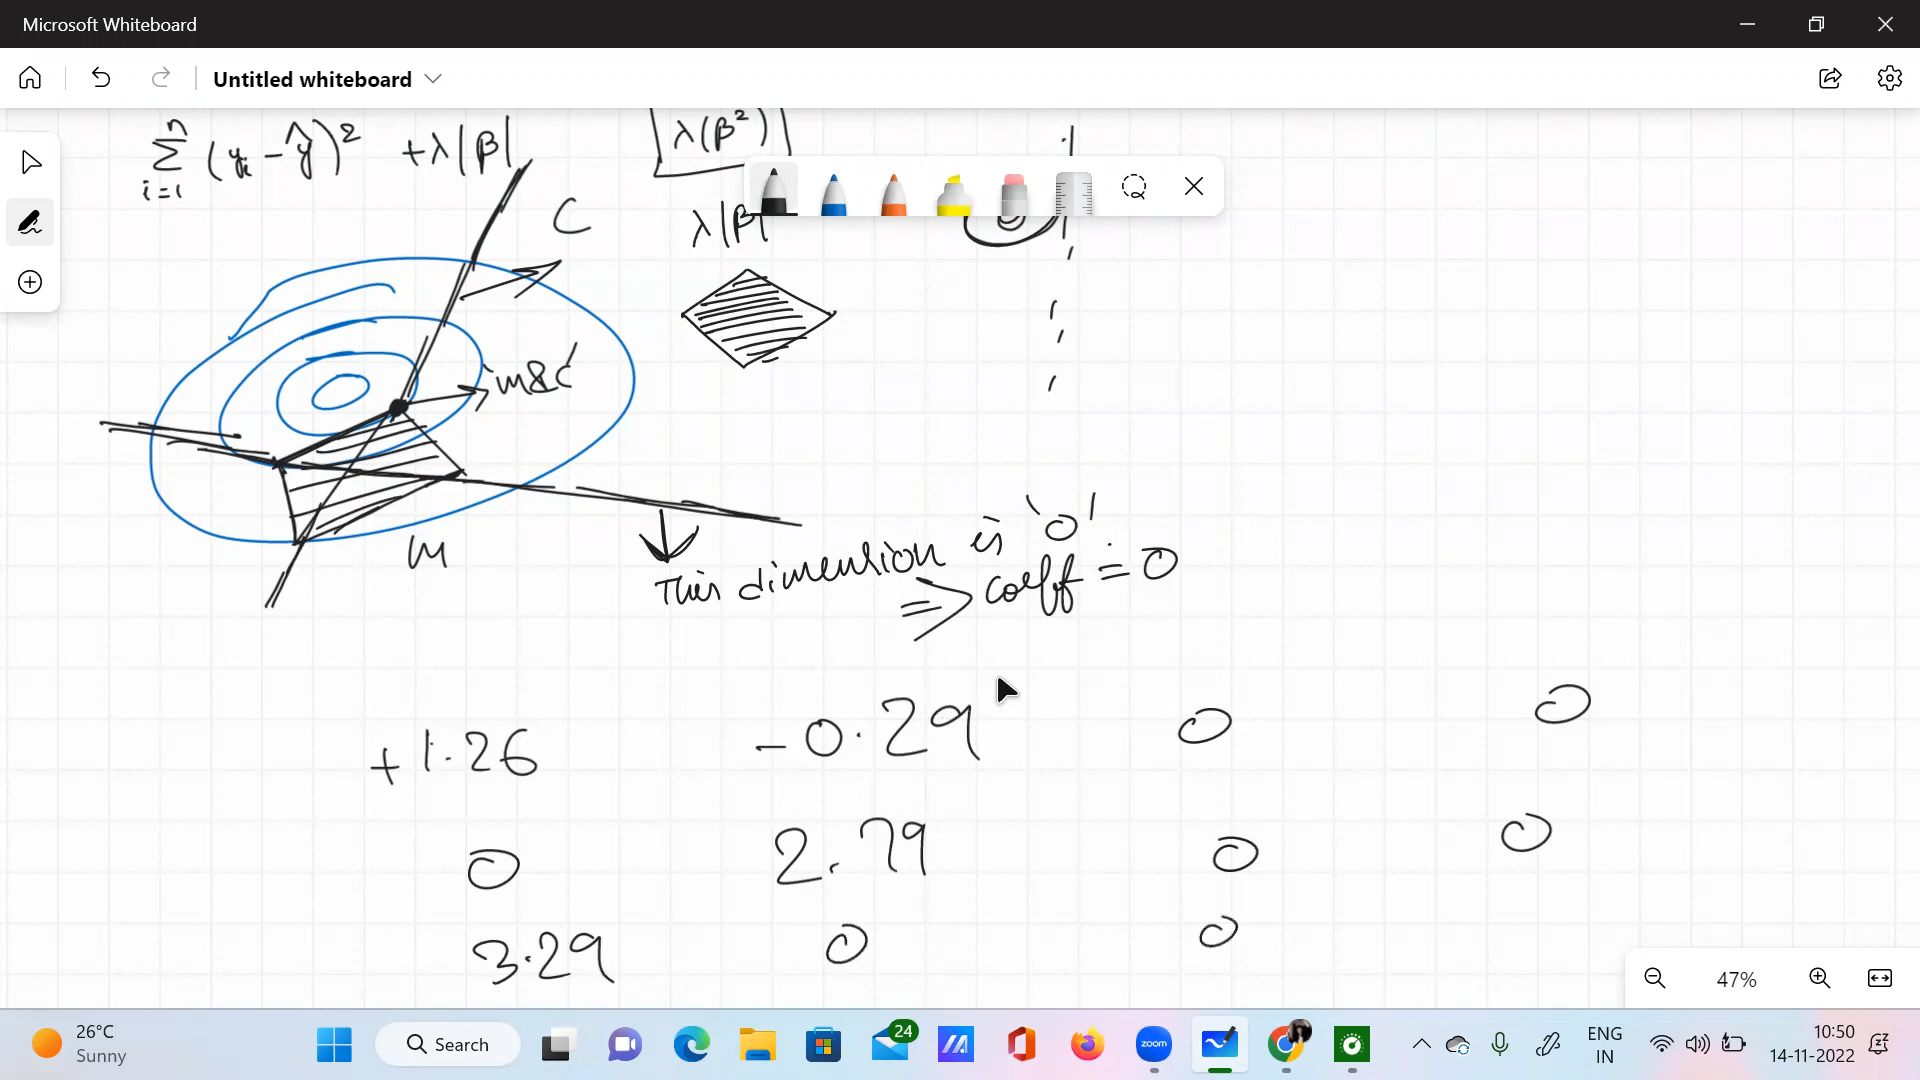 Microsoft Whiteboard
Untitled whiteboard
n
Σ (yᵢ - ŷ)² + λ|β|
i=1
λ(β²)
λ|β|
C
'm&c'
M
This dimension is '0'
⇒ coeff = 0
+1.26 -0.29 0 0
0 2.79 0 0
3.29 0 0
47%
26°C
Sunny
Search
24
zoom
ENG
IN
10:50
14-11-2022